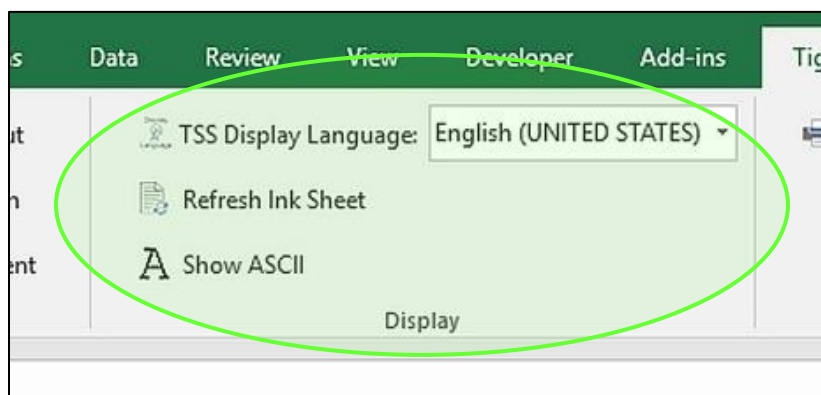 s Data Review View Developer Add-ins Tig
ut TSS Display Language: English (UNITED STATES)
n Refresh Ink Sheet
ent A Show ASCII
Display